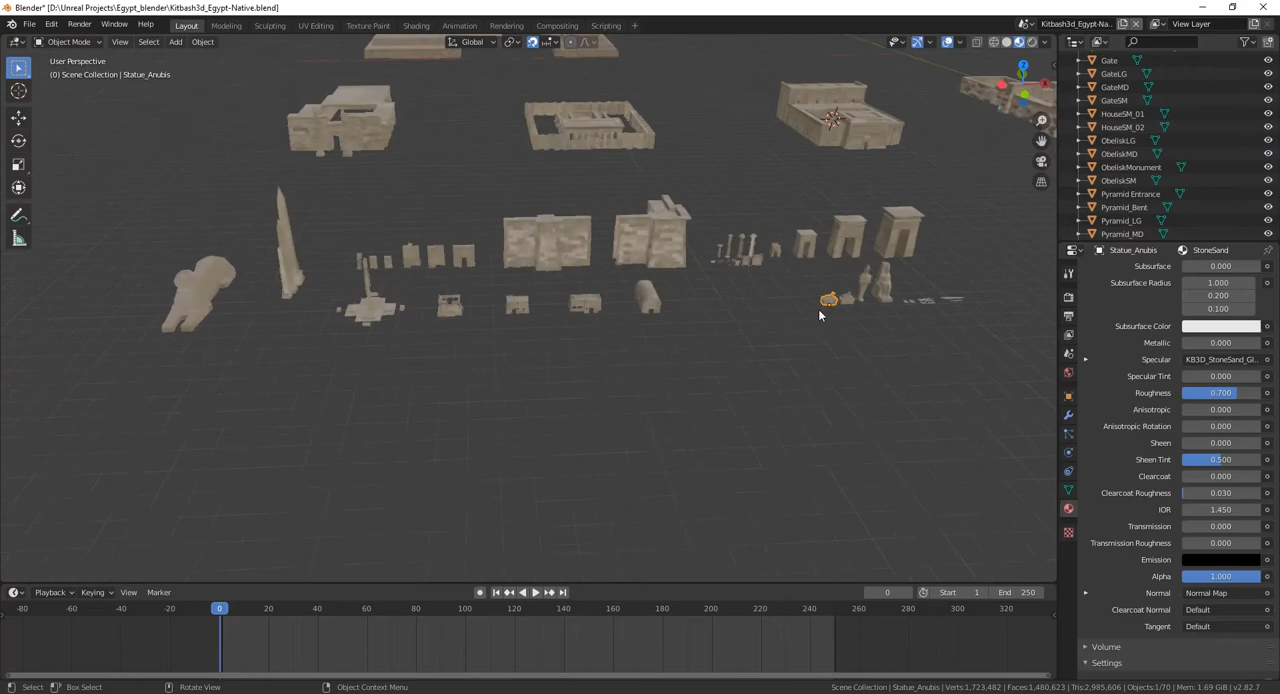 Blender* [D:\Unreal Projects\Egypt_blender\Kitbash3d_Egypt-Native.blend]
File Edit Render Window Help Layout Modeling Sculpting UV Editing Texture Paint Shading Animation Rendering Compositing Scripting Kitbash3d_Egypt-Na... View Layer
Object Mode View Select Add Object Global
User Perspective
(0) Scene Collection | Statue_Anubis
Z
X
Gate
GateLG
GateMD
GateSM
HouseSM_01
HouseSM_02
ObeliskLG
ObeliskMD
ObeliskMonument
ObeliskSM
Pyramid Entrance
Pyramid_Bent
Pyramid_LG
Pyramid_MD
Statue_Anubis StoneSand
Subsurface 0.000
Subsurface Radius 1.000
0.200
0.100
Subsurface Color
Metallic 0.000
Specular KB3D_StoneSand_Gl...
Specular Tint 0.000
Roughness 0.700
Anisotropic 0.000
Anisotropic Rotation 0.000
Sheen 0.000
Sheen Tint 0.500
Clearcoat 0.000
Clearcoat Roughness 0.030
IOR 1.450
Transmission 0.000
Transmission Roughness 0.000
Emission
Alpha 1.000
Normal Normal Map
Clearcoat Normal Default
Tangent Default
Volume
Settings
Playback Keying View Marker 0 Start 1 End 250
-80 -60 -40 -20 0 20 40 60 80 100 120 140 160 180 200 220 240 260 280 300 320
Select Box Select Rotate View Object Context Menu Scene Collection | Statue_Anubis | Verts:1,723,482 | Faces:1,480,623 | Tris:2,985,606 | Objects:1/70 | Mem: 1.69 GiB | v2.82.7